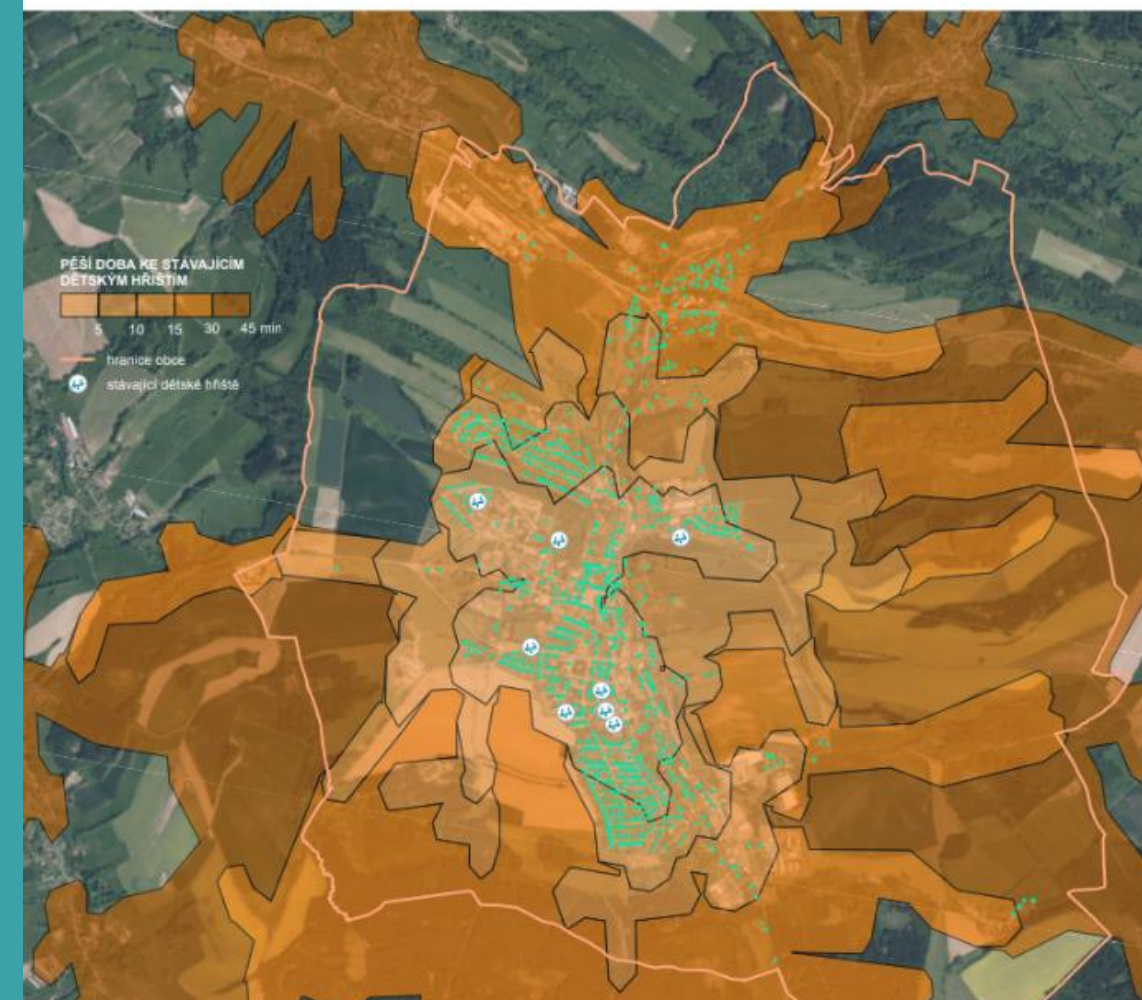 PĚŠÍ DOBA KE STÁVAJÍCÍM
DĚTSKÝM HŘIŠTÍM
5 10 15 30 45 min
hranice obce
stávající dětské hřiště